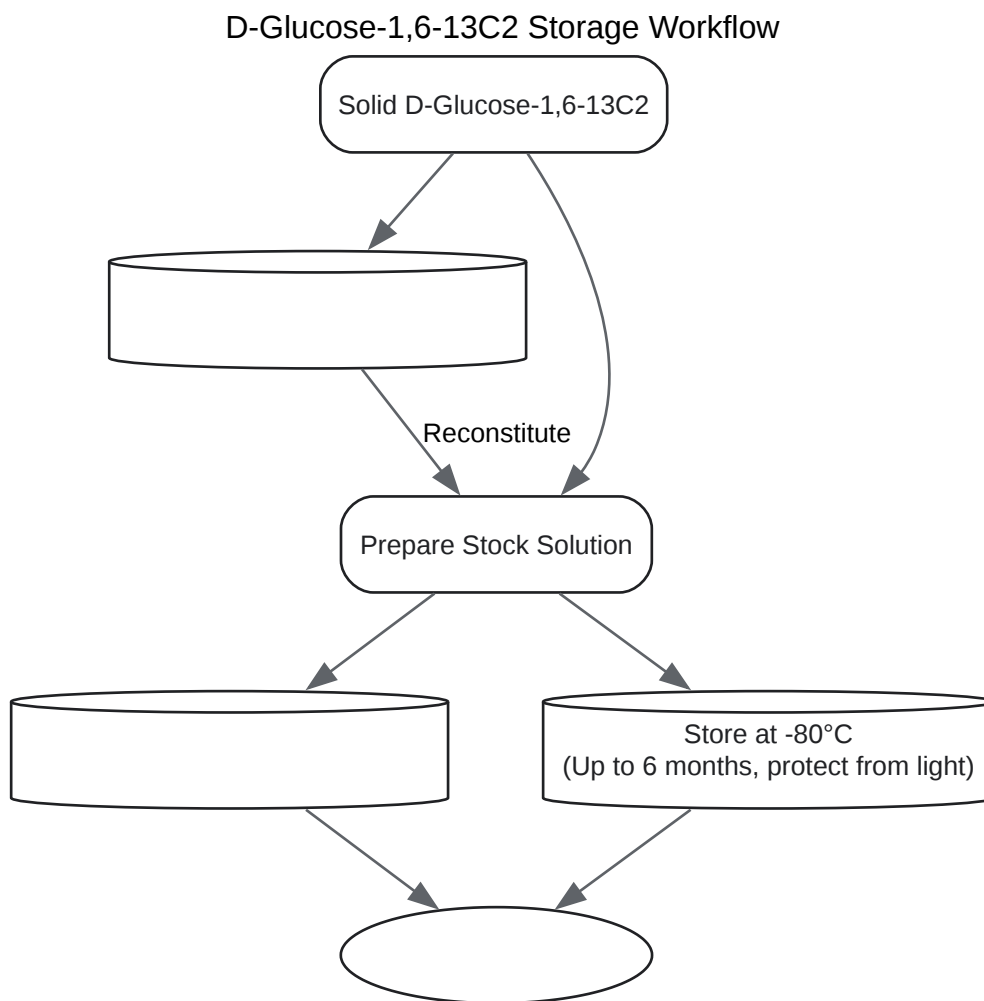 D-Glucose-1,6-13C2 Storage Workflow
Solid D-Glucose-1,6-13C2
Reconstitute
Prepare Stock Solution
Store at -80°C
(Up to 6 months, protect from light)